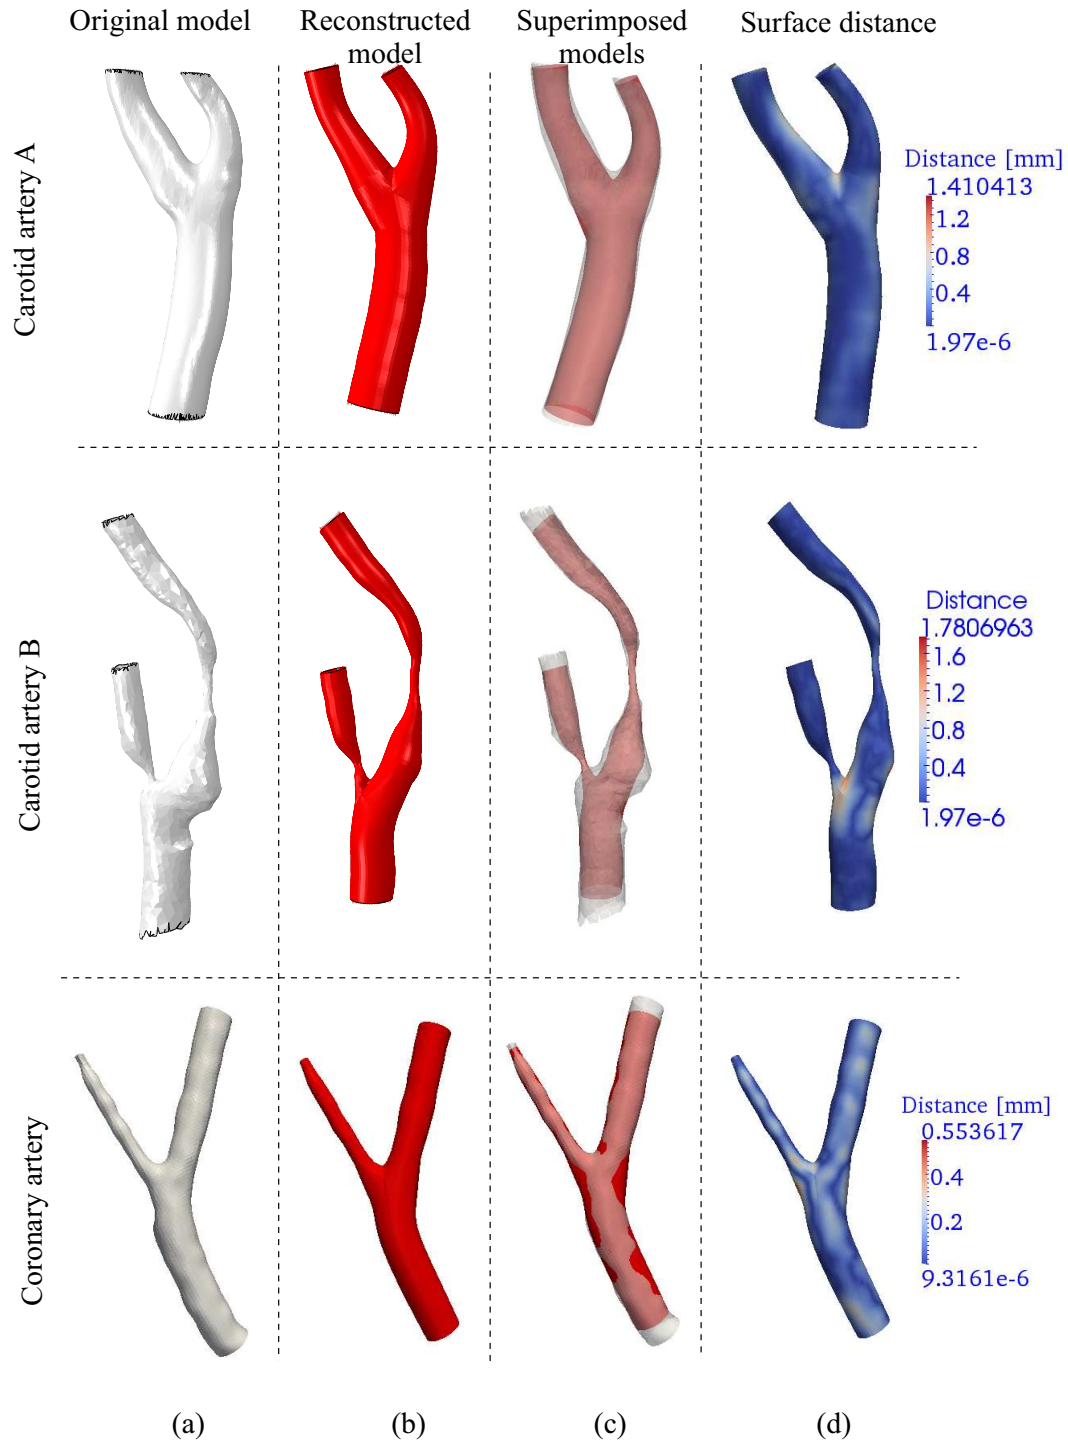 Original model
Reconstructed
model
Superimposed
models
Surface distance
Carotid artery A
Distance [mm]
1.410413
1.2
0.8
0.4
1.97e-6
Carotid artery B
Distance
1.7806963
1.6
1.2
0.8
0.4
1.97e-6
Coronary artery
Distance [mm]
0.553617
0.4
0.2
9.3161e-6
(a)
(b)
(c)
(d)